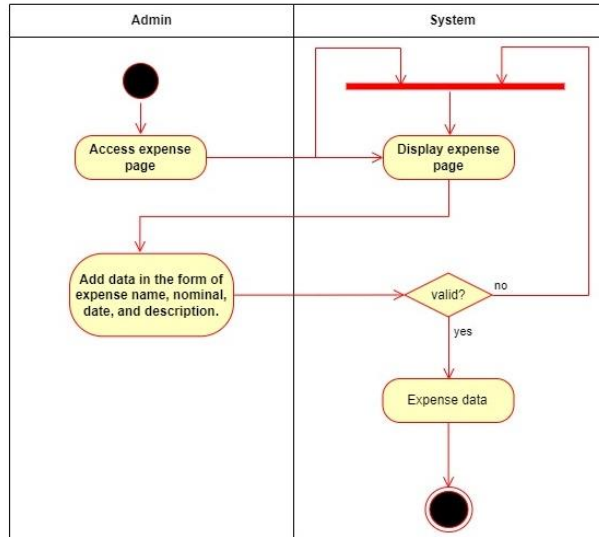 Admin
System
Access expense
page
Display expense
page
Add data in the form of
expense name, nominal,
date, and description.
valid?
no
yes
Expense data